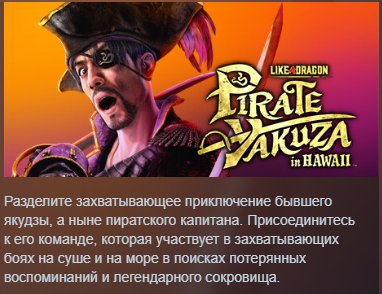 LIKE A DRAGON
PIRATE
YAKUZA
in HAWAII
Разделите захватывающее приключение бывшего
якудзы, а ныне пиратского капитана. Присоединитесь
к его команде, которая участвует в захватывающих
боях на суше и на море в поисках потерянных
воспоминаний и легендарного сокровища.